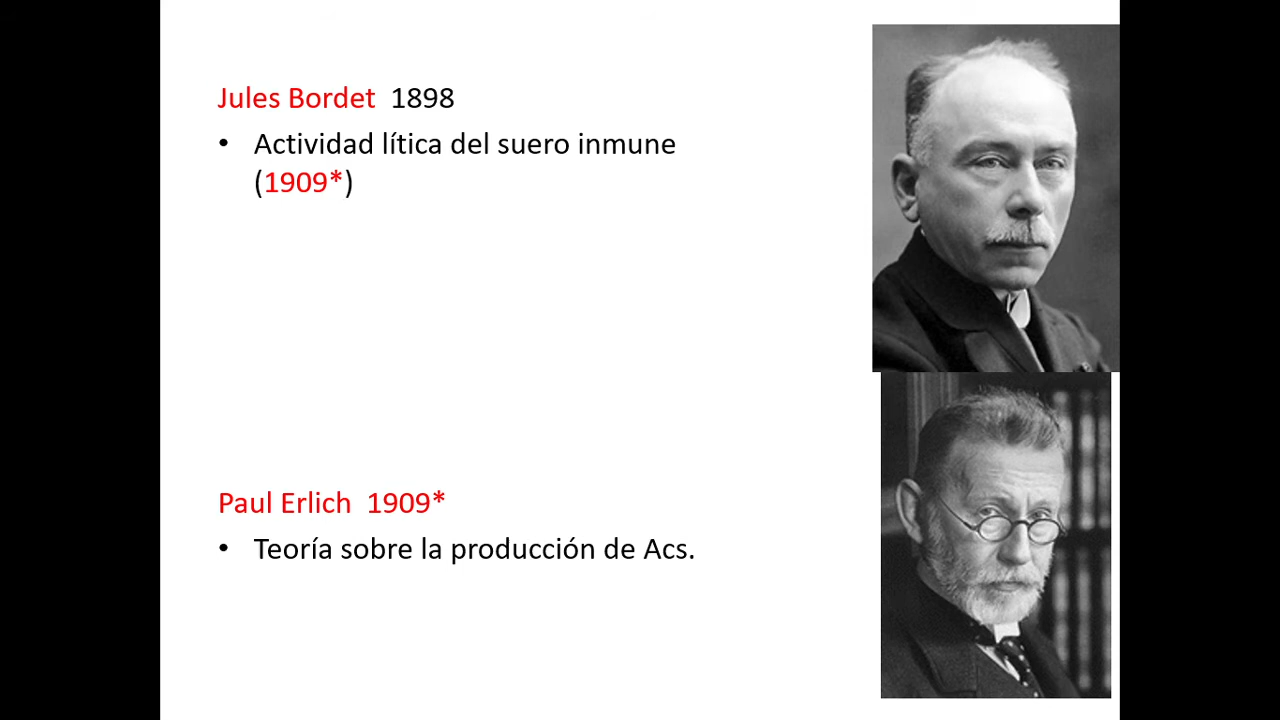 Jules Bordet 1898
• Actividad lítica del suero inmune
(1909*)
Paul Erlich 1909*
• Teoría sobre la producción de Acs.